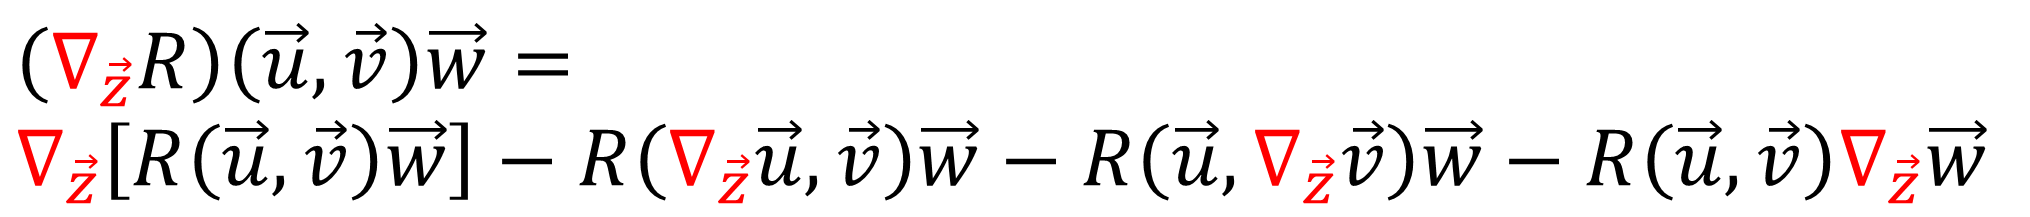 (∇_z⃗ R)(u⃗, v⃗)w⃗ =
∇_z⃗ [R(u⃗, v⃗)w⃗] − R(∇_z⃗ u⃗, v⃗)w⃗ − R(u⃗, ∇_z⃗ v⃗)w⃗ − R(u⃗, v⃗)∇_z⃗ w⃗